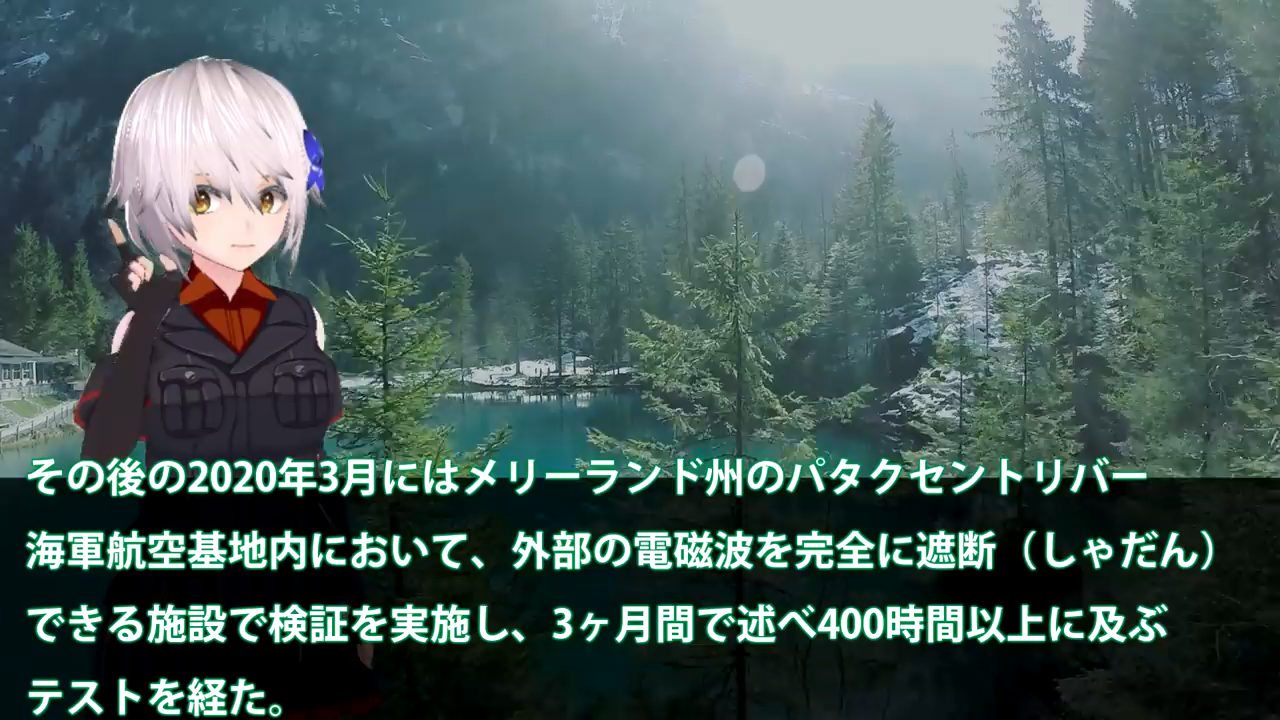 その後の2020年3月にはメリーランド州のパタクセントリバー
海軍航空基地内において、外部の電磁波を完全に遮断（しゃだん）
できる施設で検証を実施し、3ヶ月間で述べ400時間以上に及ぶ
テストを経た。